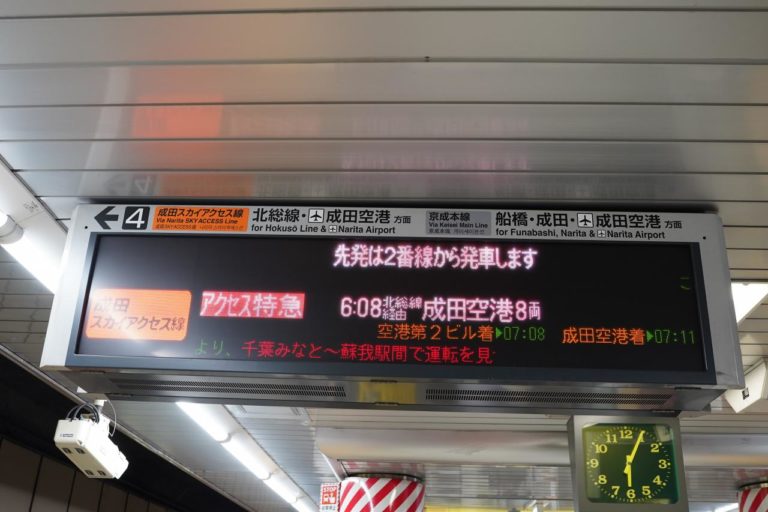 ← 4 成田スカイアクセス線 北総線・成田空港方面 京成本線 船橋・成田・成田空港方面
Via Narita SKY ACCESS Line for Hokusō Line & Narita Airport Via Keisei Main Line for Funabashi, Narita & Narita Airport
先発は2番線から発車します
こ
成田スカイアクセス線 アクセス特急 6:08 北総線経由 成田空港 8両
空港第2ビル着▶07:08 成田空港着▶07:11
より、千葉みなと～蘇我駅間で運転を見
STOP